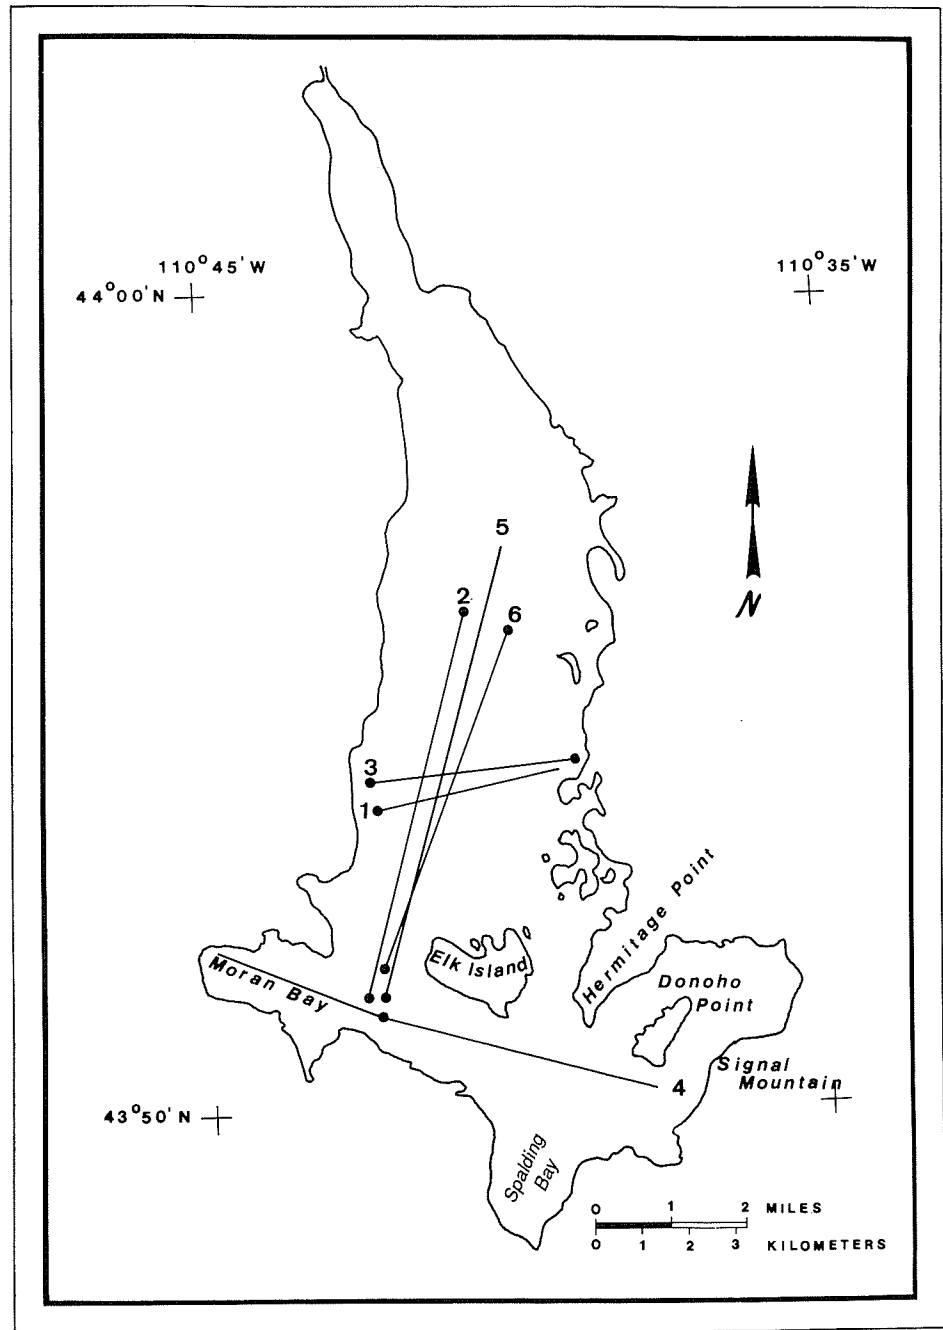 110°45'W
110°35'W
44°00'N
5
2
6
N
3
1
Hermitage Point
Elk Island
Moran Bay
Donoho
Point
Signal
Mountain
4
43°50'N
Spalding
Bay
0 1 2 MILES
0 1 2 3 KILOMETERS